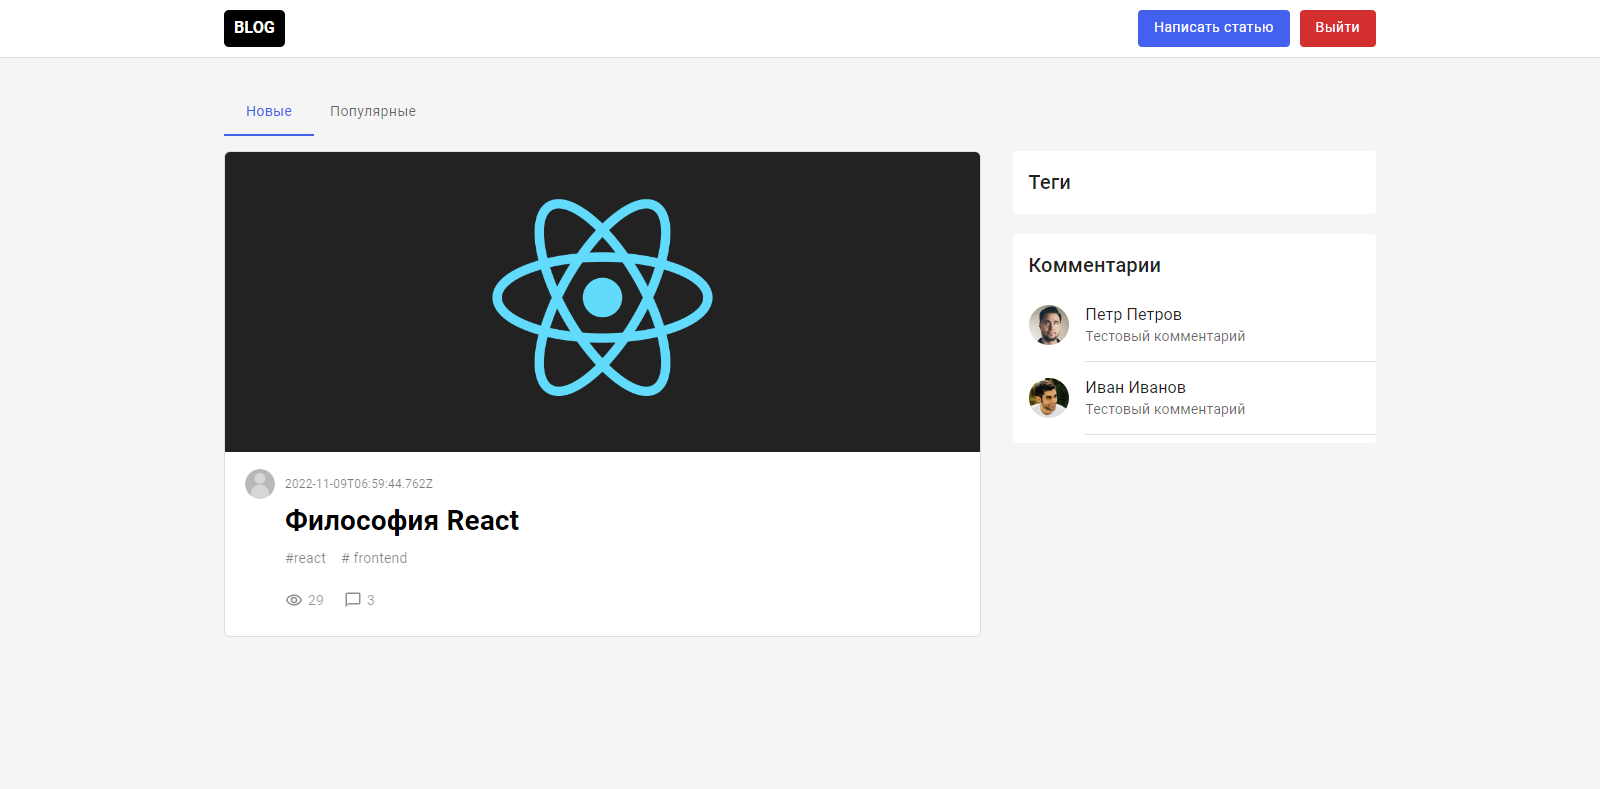 BLOG
Написать статью
Выйти
Новые
Популярные
2022-11-09T06:59:44.762Z
Философия React
#react # frontend
29 3
Теги
Комментарии
Петр Петров
Тестовый комментарий
Иван Иванов
Тестовый комментарий